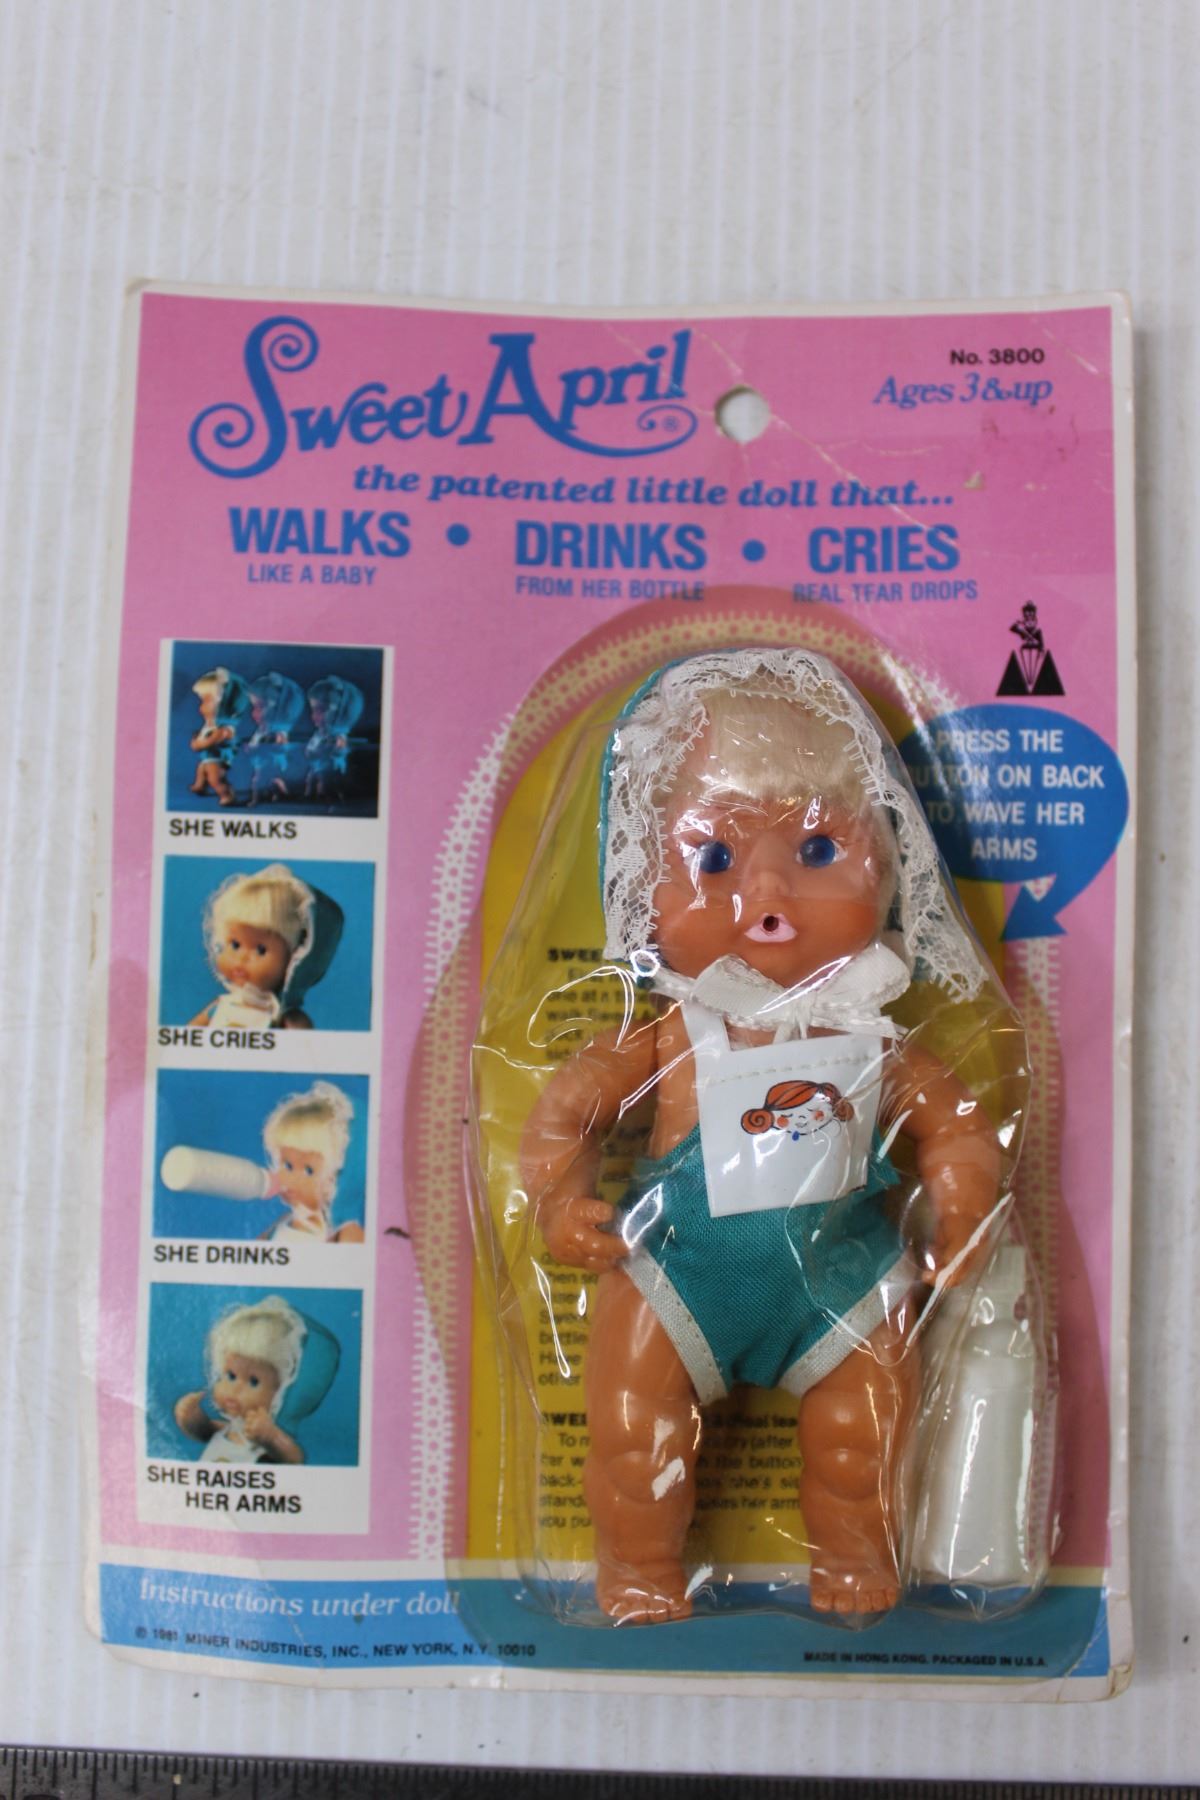 Sweet April ®
No. 3800
Ages 3 & up
the patented little doll that...
WALKS • DRINKS • CRIES
LIKE A BABY FROM HER BOTTLE REAL TEAR DROPS
PRESS THE
BUTTON ON BACK
TO WAVE HER
ARMS
SHE WALKS
SHE CRIES
SHE DRINKS
SHE RAISES
HER ARMS
Instructions under doll
© 1981 MINER INDUSTRIES, INC., NEW YORK, N.Y. 10010
MADE IN HONG KONG. PACKAGED IN U.S.A.